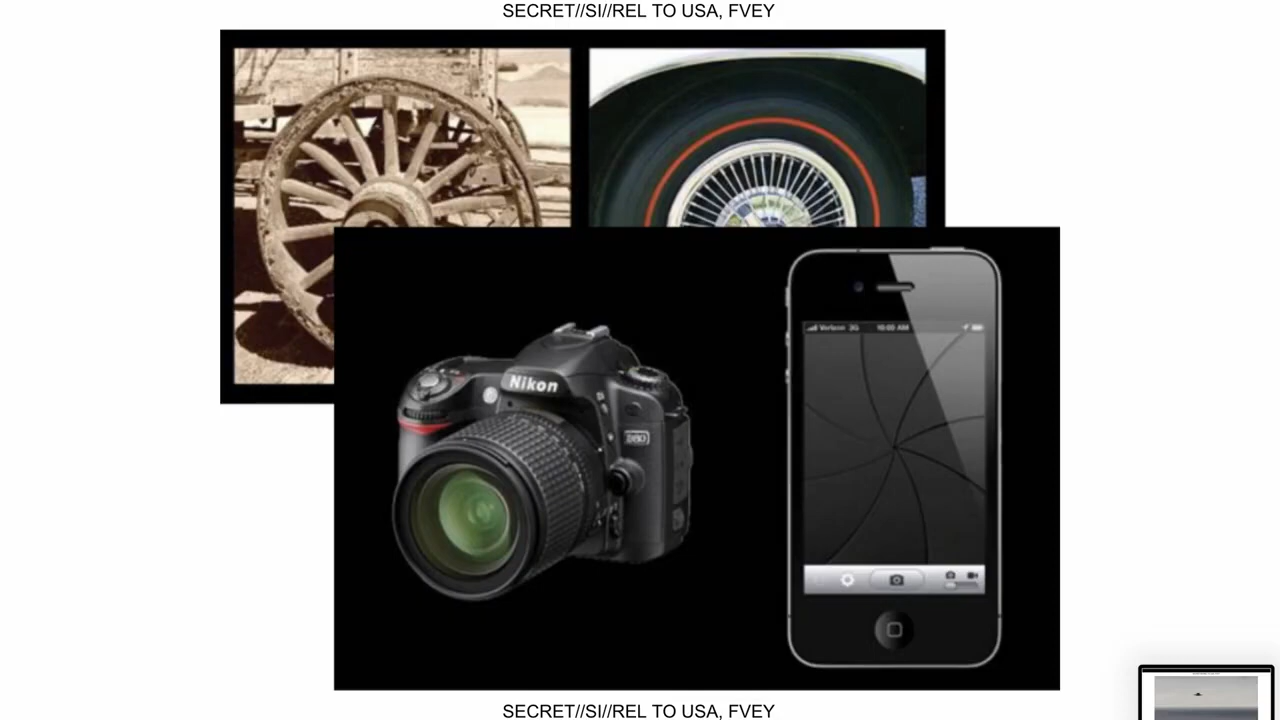 SECRET//SI//REL TO USA, FVEY
Verizon 3G 10:00 AM
Nikon
D80
SECRET//SI//REL TO USA, FVEY